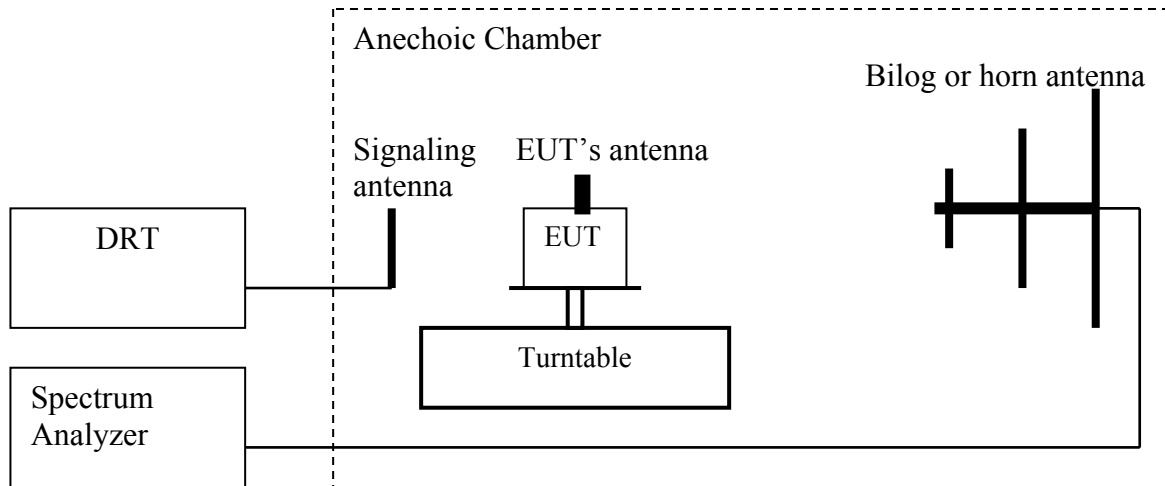 Anechoic Chamber
Bilog or horn antenna
Signaling
antenna
EUT’s antenna
DRT
EUT
Turntable
Spectrum
Analyzer